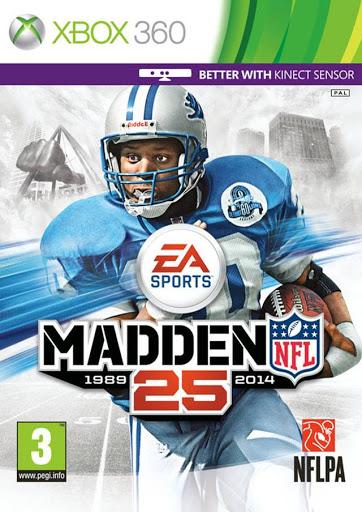 XBOX 360
BETTER WITH KINECT SENSOR
PAL
Riddell
EA
SPORTS
MADDEN
NFL
1989 25 2014
3
www.pegi.info
NFLPA